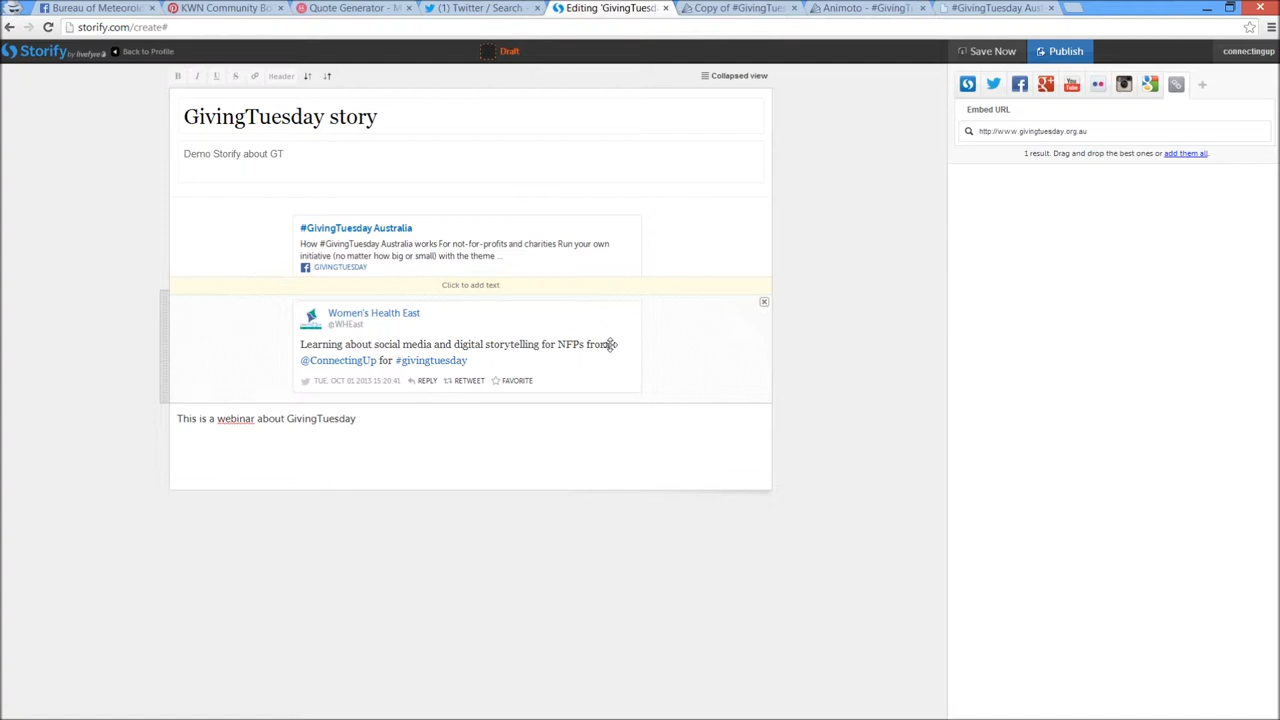 Bureau of Meteorol
KWN Community Bo
Quote Generator - M
(1) Twitter / Search -
Editing 'GivingTuesd
Copy of #GivingTues
Animoto - #GivingTu
#GivingTuesday Aust
storify.com/create#
Storify by livefyre
Back to Profile
Draft
Save Now
Publish
connectingup
B I U S Header
Collapsed view
You Tube
GivingTuesday story
Demo Storify about GT
Embed URL
http://www.givingtuesday.org.au
1 result. Drag and drop the best ones or add them all.
#GivingTuesday Australia
How #GivingTuesday Australia works For not-for-profits and charities Run your own
initiative (no matter how big or small) with the theme ...
GIVINGTUESDAY
Click to add text
Women's Health East
@WHEast
Learning about social media and digital storytelling for NFPs from
@ConnectingUp for #givingtuesday
TUE, OCT 01 2013 15:20:41 REPLY RETWEET FAVORITE
This is a webinar about GivingTuesday